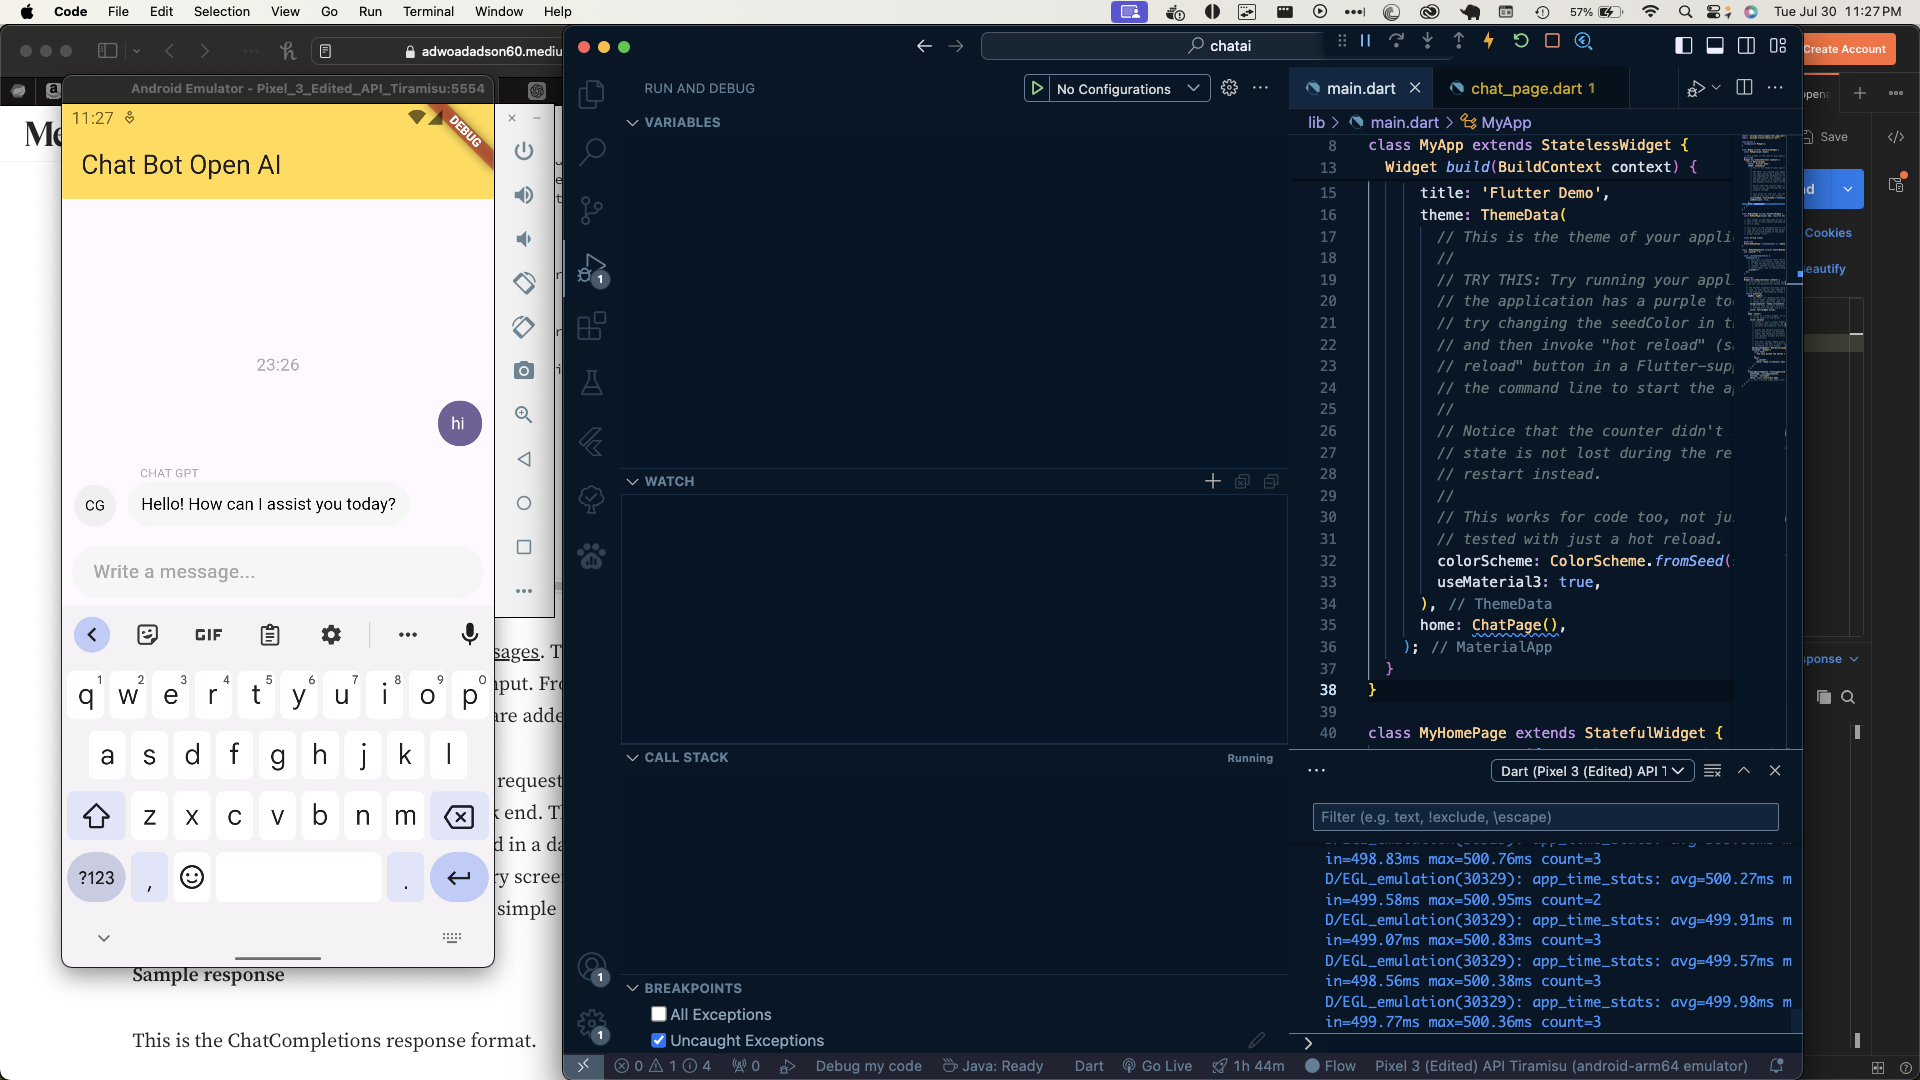 Code File Edit Selection View Go Run Terminal Window Help
57% Tue Jul 30 11:27 PM
adwoadadson60.mediu
chatai
Create Account
Android Emulator - Pixel_3_Edited_API_Tiramisu:5554
11:27
DEBUG
Chat Bot Open AI
23:26
hi
CHAT GPT
CG
Hello! How can I assist you today?
Write a message...
GIF
q1 w2 e3 r4 t5 y6 u7 i8 o9 p0
a s d f g h j k l
z x c v b n m
?123 , .
Me
sages. T
nput. Fro
are adde
request
k end. T
d in a da
ry scree
simple
Sample response
This is the ChatCompletions response format.
RUN AND DEBUG
No Configurations
VARIABLES
WATCH
CALL STACK
Running
BREAKPOINTS
All Exceptions
Uncaught Exceptions
1
1
1
main.dart
chat_page.dart 1
lib > main.dart > MyApp
8 class MyApp extends StatelessWidget {
13 Widget build(BuildContext context) {
15 title: 'Flutter Demo',
16 theme: ThemeData(
17 // This is the theme of your appli
18 //
19 // TRY THIS: Try running your appl
20 // the application has a purple to
21 // try changing the seedColor in t
22 // and then invoke "hot reload" (s
23 // reload" button in a Flutter-sup
24 // the command line to start the a
25 //
26 // Notice that the counter didn't
27 // state is not lost during the re
28 // restart instead.
29 //
30 // This works for code too, not ju
31 // tested with just a hot reload.
32 colorScheme: ColorScheme.fromSeed(
33 useMaterial3: true,
34 ), // ThemeData
35 home: ChatPage(),
36 ); // MaterialApp
37 }
38 }
39
40 class MyHomePage extends StatefulWidget {
Dart (Pixel 3 (Edited) API T
Filter (e.g. text, !exclude, \escape)
in=498.83ms max=500.76ms count=3
D/EGL_emulation(30329): app_time_stats: avg=500.27ms m
in=499.58ms max=500.95ms count=2
D/EGL_emulation(30329): app_time_stats: avg=499.91ms m
in=499.07ms max=500.83ms count=3
D/EGL_emulation(30329): app_time_stats: avg=499.57ms m
in=498.56ms max=500.38ms count=3
D/EGL_emulation(30329): app_time_stats: avg=499.98ms m
in=499.77ms max=500.36ms count=3
0 1 4 0 Debug my code Java: Ready Dart Go Live 1h 44m Flow Pixel 3 (Edited) API Tiramisu (android-arm64 emulator)
Save
Cookies
eautify
sponse